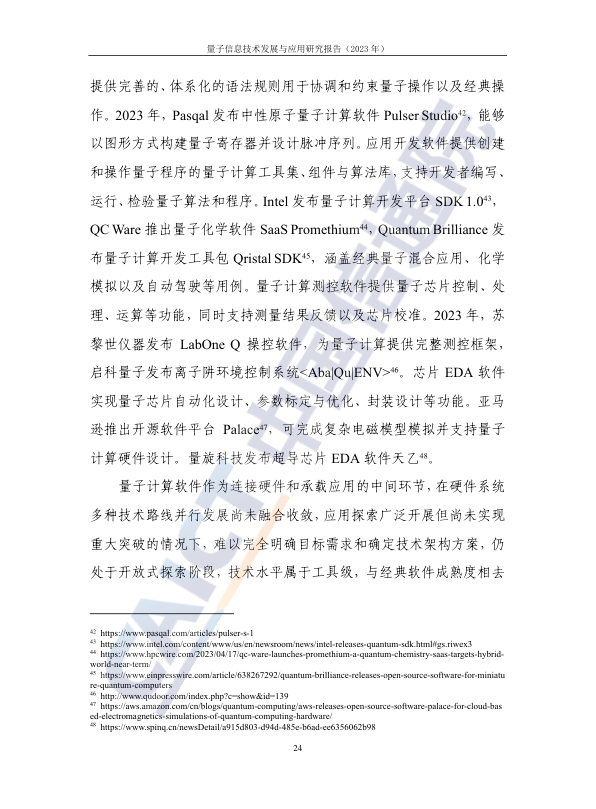 量子信息技术发展与应用研究报告（2023 年）
提供完善的、体系化的语法规则用于协调和约束量子操作以及经典操
作。2023 年，Pasqal 发布中性原子量子计算软件 Pulser Studio42，能够
以图形方式构建量子寄存器并设计脉冲序列。应用开发软件提供创建
和操作量子程序的量子计算工具集、组件与算法库，支持开发者编写、
运行、检验量子算法和程序。Intel 发布量子计算开发平台 SDK 1.043，
QC Ware 推出量子化学软件 SaaS Promethium44，Quantum Brilliance 发
布量子计算开发工具包 Qristal SDK45，涵盖经典量子混合应用、化学
模拟以及自动驾驶等用例。量子计算测控软件提供量子芯片控制、处
理、运算等功能，同时支持测量结果反馈以及芯片校准。2023 年，苏
黎世仪器发布 LabOne Q 操控软件，为量子计算提供完整测控框架，
启科量子发布离子阱环境控制系统<Aba|Qu|ENV>46。芯片 EDA 软件
实现量子芯片自动化设计、参数标定与优化、封装设计等功能。亚马
逊推出开源软件平台 Palace47，可完成复杂电磁模型模拟并支持量子
计算硬件设计。量旋科技发布超导芯片 EDA 软件天乙48。
量子计算软件作为连接硬件和承载应用的中间环节，在硬件系统
多种技术路线并行发展尚未融合收敛，应用探索广泛开展但尚未实现
重大突破的情况下，难以完全明确目标需求和确定技术架构方案，仍
处于开放式探索阶段，技术水平属于工具级，与经典软件成熟度相去
42 https://www.pasqal.com/articles/pulser-s-1
43 https://www.intel.com/content/www/us/en/newsroom/news/intel-releases-quantum-sdk.html#gs.riwex3
44 https://www.hpcwire.com/2023/04/17/qc-ware-launches-promethium-a-quantum-chemistry-saas-targets-hybrid-
world-near-term/
45 https://www.einpresswire.com/article/638267292/quantum-brilliance-releases-open-source-software-for-miniatu
re-quantum-computers
46 http://www.qudoor.com/index.php?c=show&id=139
47 https://aws.amazon.com/cn/blogs/quantum-computing/aws-releases-open-source-software-palace-for-cloud-bas
ed-electromagnetics-simulations-of-quantum-computing-hardware/
48 https://www.spinq.cn/newsDetail/a915d803-d94d-485e-b6ad-ee6356062b98
24
CAICT 中国信通院